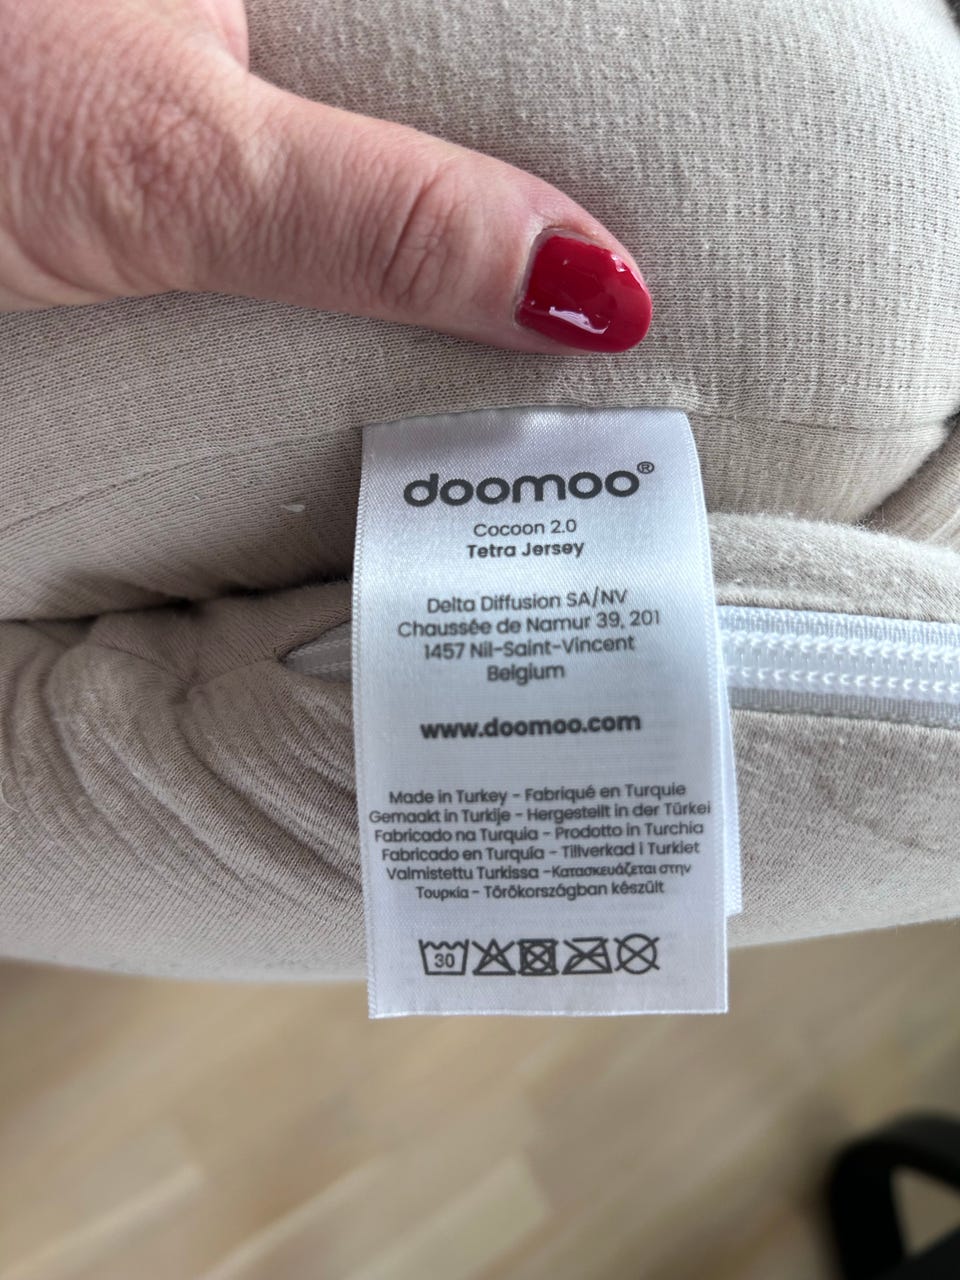 doomoo®
Cocoon 2.0
Tetra Jersey
Delta Diffusion SA/NV
Chaussée de Namur 39, 201
1457 Nil-Saint-Vincent
Belgium
www.doomoo.com
Made in Turkey - Fabriqué en Turquie
Gemaakt in Turkije - Hergestellt in der Türkei
Fabricado na Turquia - Prodotto in Turchia
Fabricado en Turquía - Tillverkad i Turkiet
Valmistettu Turkissa -Κατασκευάζεται στην
Τουρκία - Törökországban készült
30